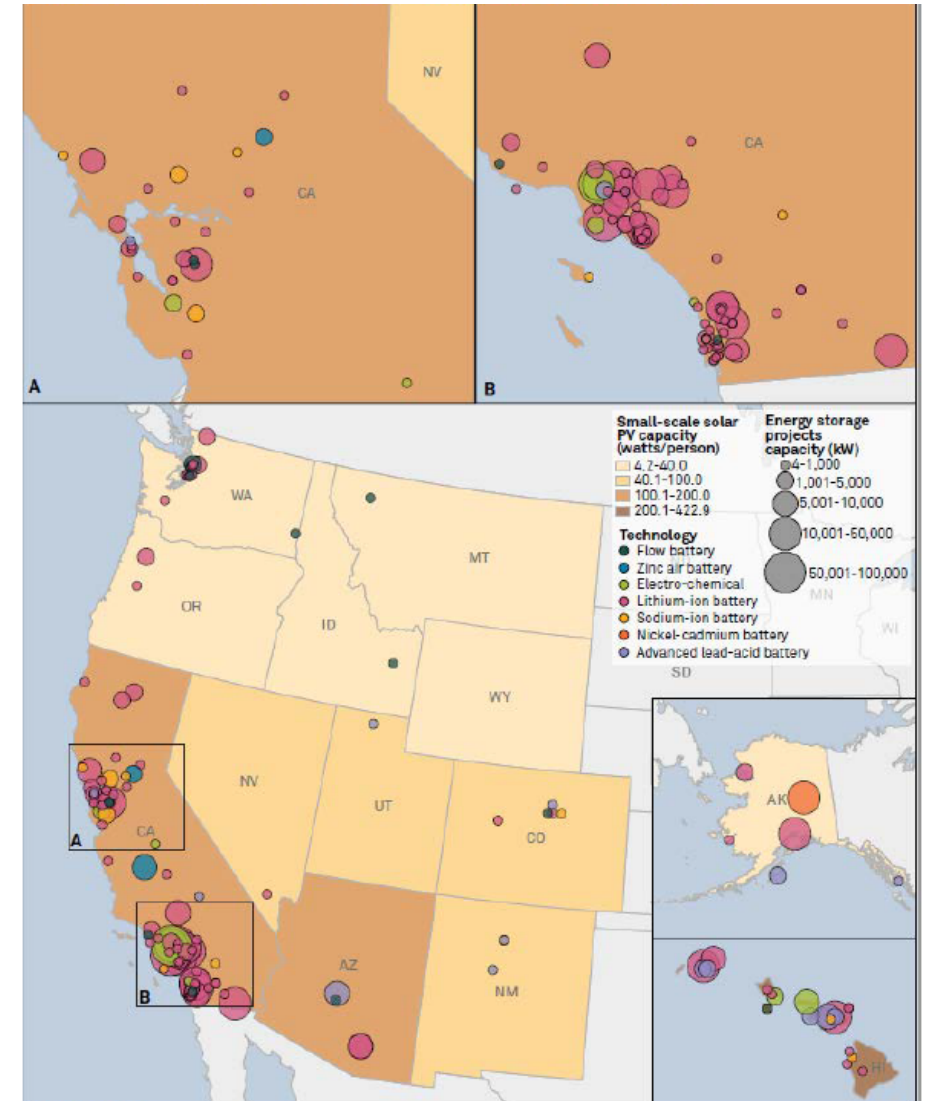 NV
CA
A
CA
B
Small-scale solar
PV capacity
(watts/person)
4.2-40.0
40.1-100.0
100.1-200.0
200.1-422.9
Energy storage
projects
capacity (kW)
4-1,000
1,001-5,000
5,001-10,000
10,001-50,000
50,001-100,000
Technology
Flow battery
Zinc air battery
Electro-chemical
Lithium-ion battery
Sodium-ion battery
Nickel-cadmium battery
Advanced lead-acid battery
WA
MT
OR
ID
WY
MN
WI
SD
NV
UT
CO
CA
A
B
AZ
NM
AK
HI